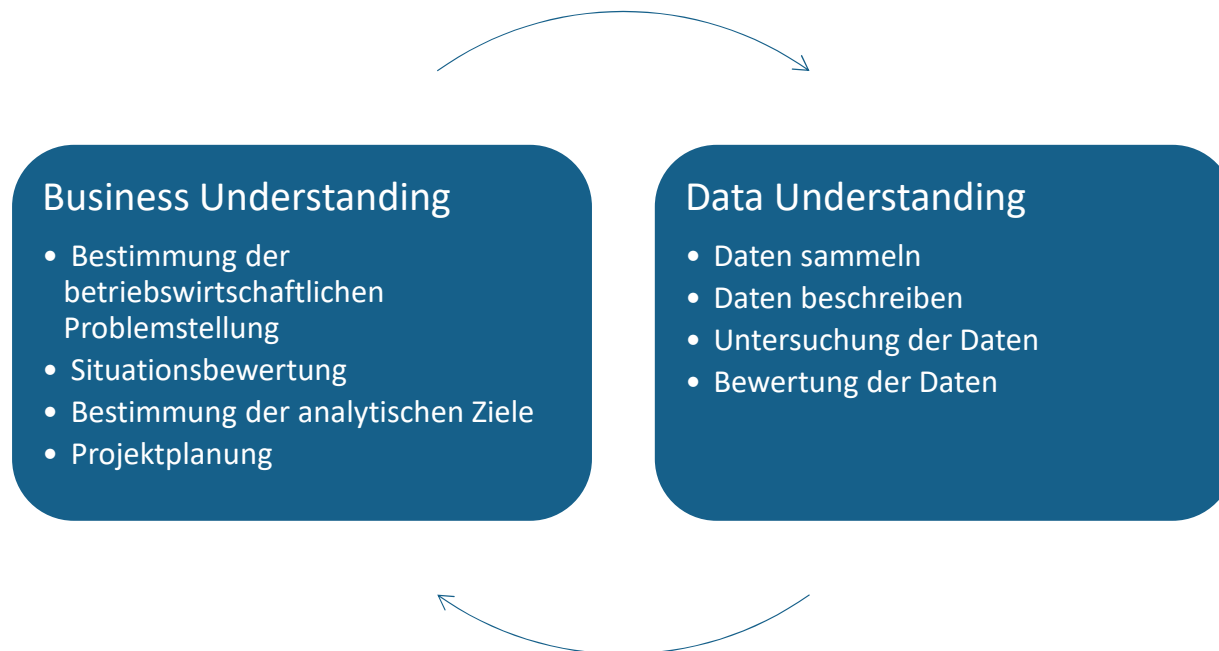 Business Understanding
• Bestimmung der
betriebswirtschaftlichen
Problemstellung
• Situationsbewertung
• Bestimmung der analytischen Ziele
• Projektplanung
Data Understanding
• Daten sammeln
• Daten beschreiben
• Untersuchung der Daten
• Bewertung der Daten